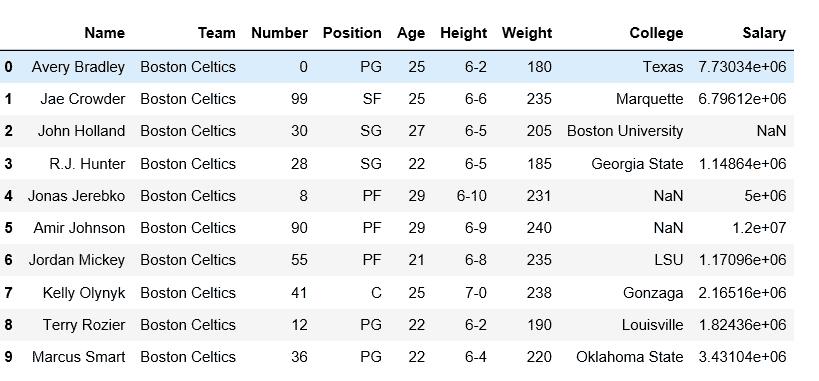 Name Team Number Position Age Height Weight College Salary
0 Avery Bradley Boston Celtics 0 PG 25 6-2 180 Texas 7.73034e+06
1 Jae Crowder Boston Celtics 99 SF 25 6-6 235 Marquette 6.79612e+06
2 John Holland Boston Celtics 30 SG 27 6-5 205 Boston University NaN
3 R.J. Hunter Boston Celtics 28 SG 22 6-5 185 Georgia State 1.14864e+06
4 Jonas Jerebko Boston Celtics 8 PF 29 6-10 231 NaN 5e+06
5 Amir Johnson Boston Celtics 90 PF 29 6-9 240 NaN 1.2e+07
6 Jordan Mickey Boston Celtics 55 PF 21 6-8 235 LSU 1.17096e+06
7 Kelly Olynyk Boston Celtics 41 C 25 7-0 238 Gonzaga 2.16516e+06
8 Terry Rozier Boston Celtics 12 PG 22 6-2 190 Louisville 1.82436e+06
9 Marcus Smart Boston Celtics 36 PG 22 6-4 220 Oklahoma State 3.43104e+06